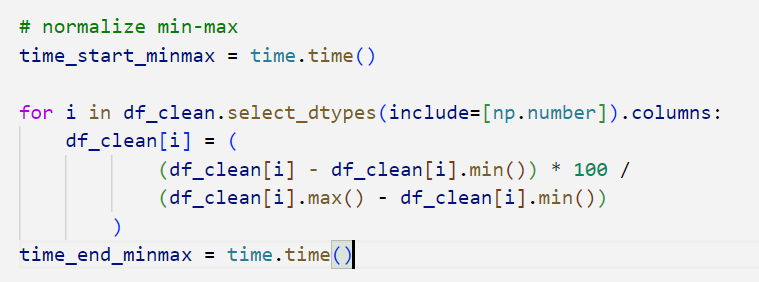 # normalize min-max
time_start_minmax = time.time()
for i in df_clean.select_dtypes(include=[np.number]).columns:
df_clean[i] = (
(df_clean[i] - df_clean[i].min()) * 100 /
(df_clean[i].max() - df_clean[i].min())
)
time_end_minmax = time.time()